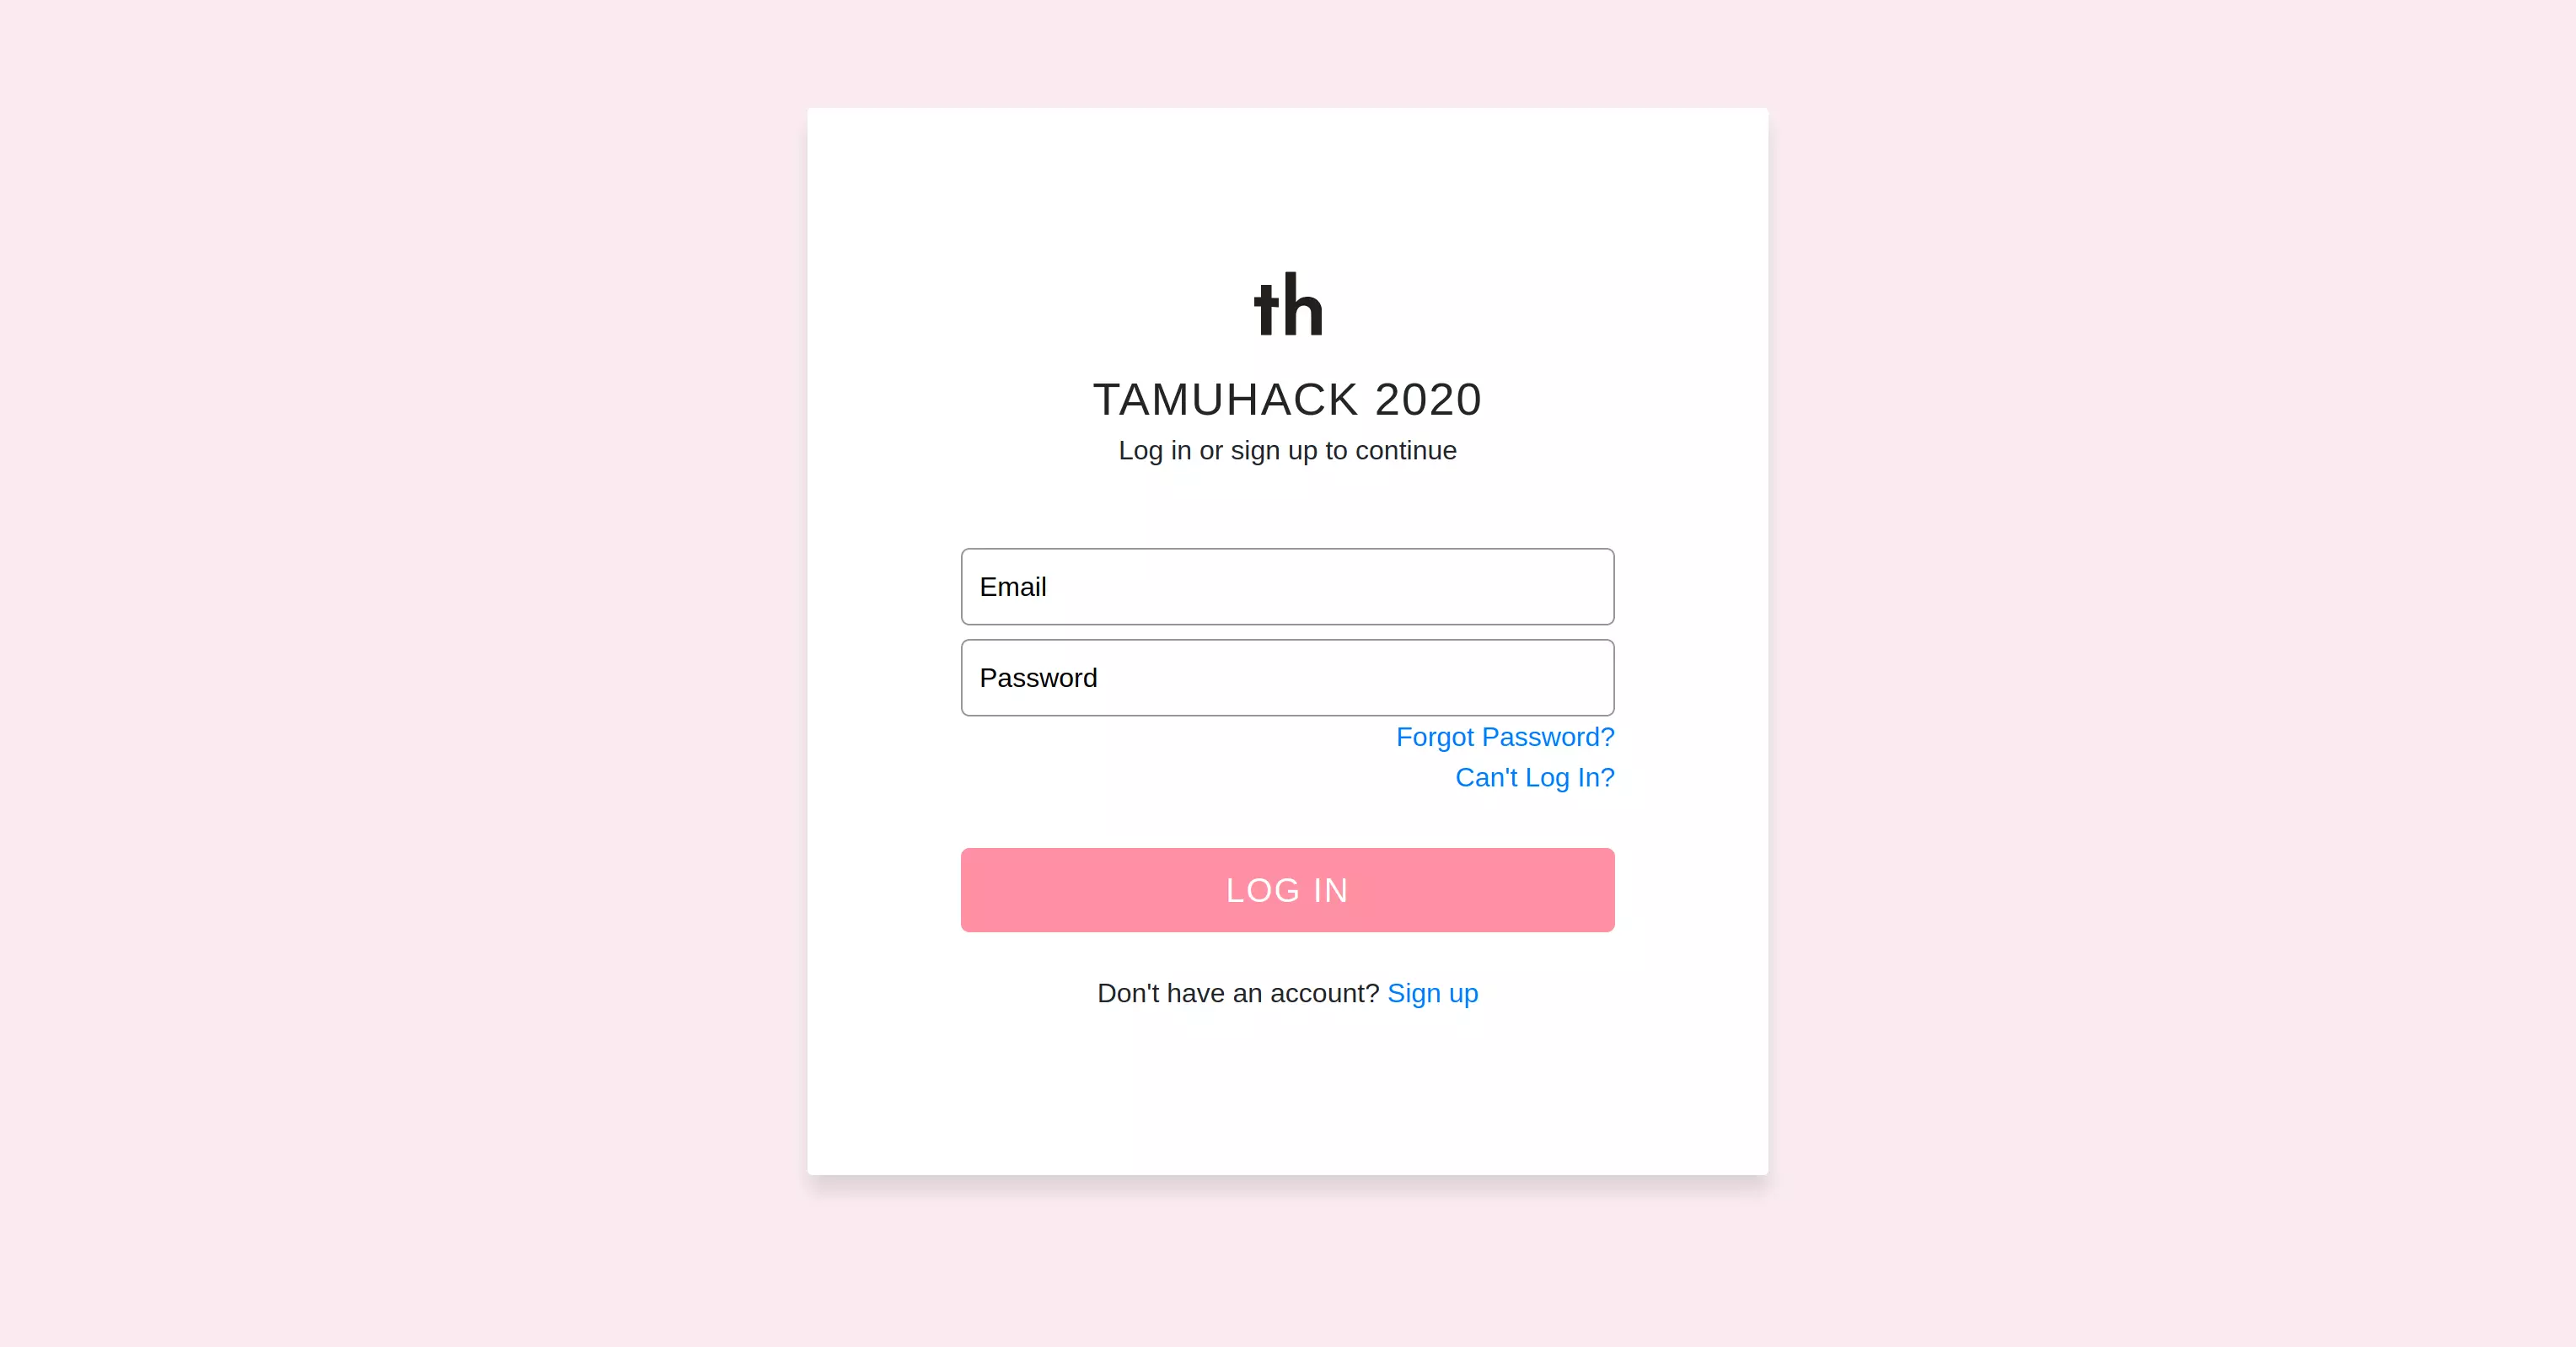 th
TAMUHACK 2020
Log in or sign up to continue
Email
Password
Forgot Password?
Can't Log In?
LOG IN
Don't have an account? Sign up